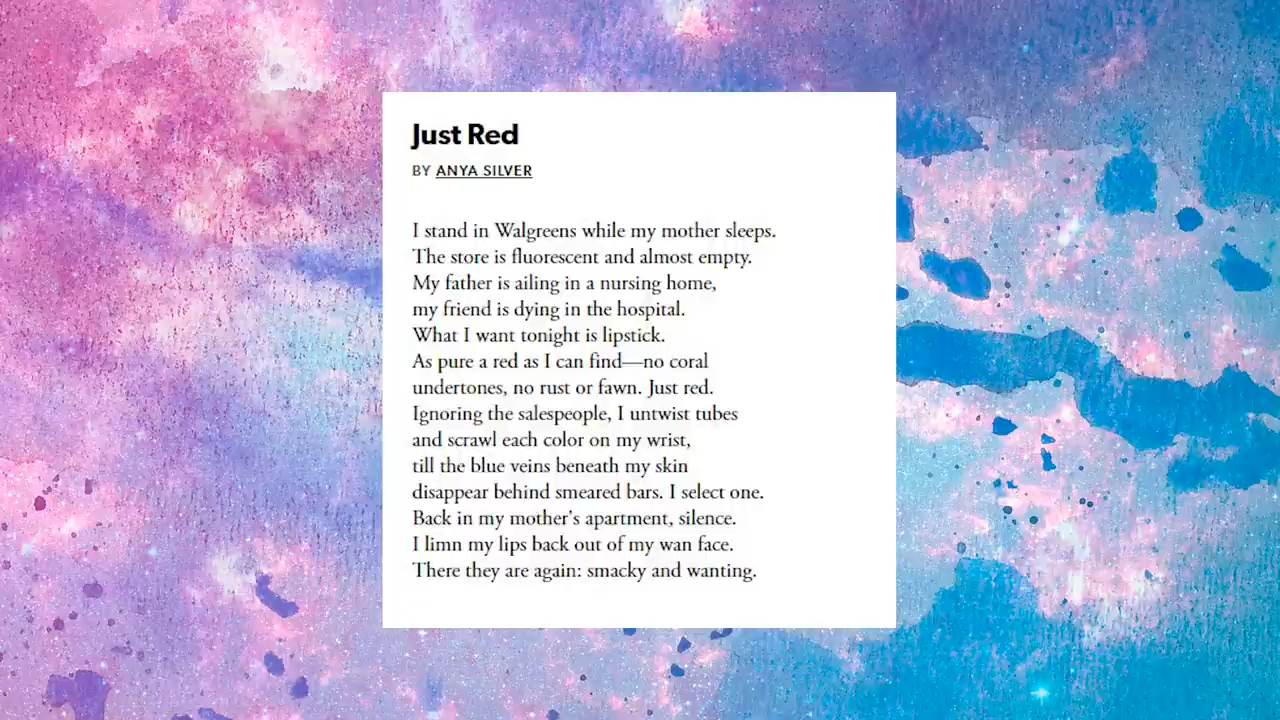 Just Red
BY ANYA SILVER
I stand in Walgreens while my mother sleeps.
The store is fluorescent and almost empty.
My father is ailing in a nursing home,
my friend is dying in the hospital.
What I want tonight is lipstick.
As pure a red as I can find—no coral
undertones, no rust or fawn. Just red.
Ignoring the salespeople, I untwist tubes
and scrawl each color on my wrist,
till the blue veins beneath my skin
disappear behind smeared bars. I select one.
Back in my mother's apartment, silence.
I limn my lips back out of my wan face.
There they are again: smacky and wanting.